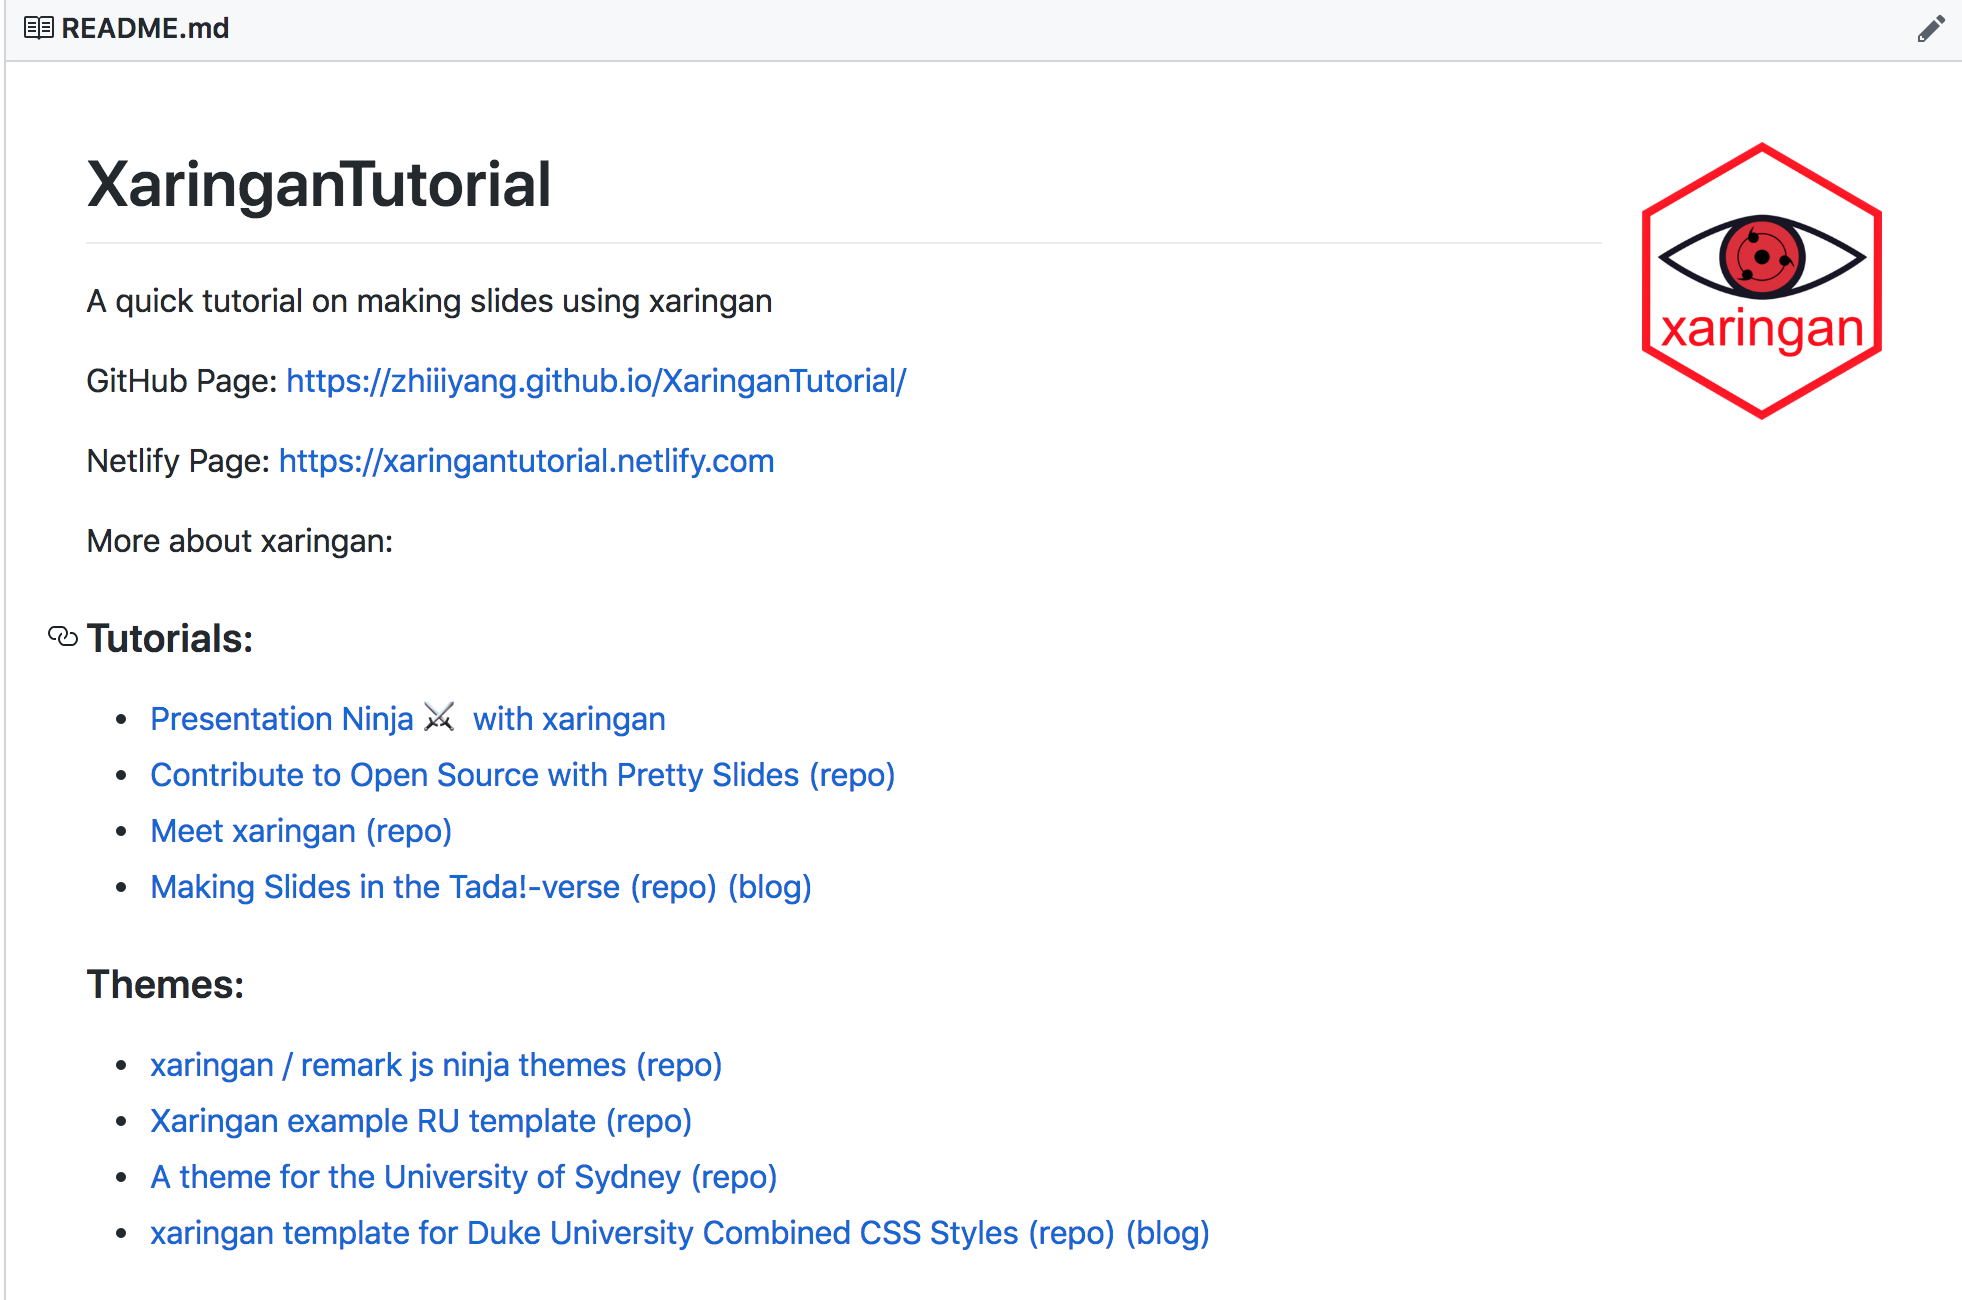 README.md
XaringanTutorial
xaringan
A quick tutorial on making slides using xaringan
GitHub Page: https://zhiiiyang.github.io/XaringanTutorial/
Netlify Page: https://xaringantutorial.netlify.com
More about xaringan:
Tutorials:
• Presentation Ninja ⚔ with xaringan
• Contribute to Open Source with Pretty Slides (repo)
• Meet xaringan (repo)
• Making Slides in the Tada!-verse (repo) (blog)
Themes:
• xaringan / remark js ninja themes (repo)
• Xaringan example RU template (repo)
• A theme for the University of Sydney (repo)
• xaringan template for Duke University Combined CSS Styles (repo) (blog)